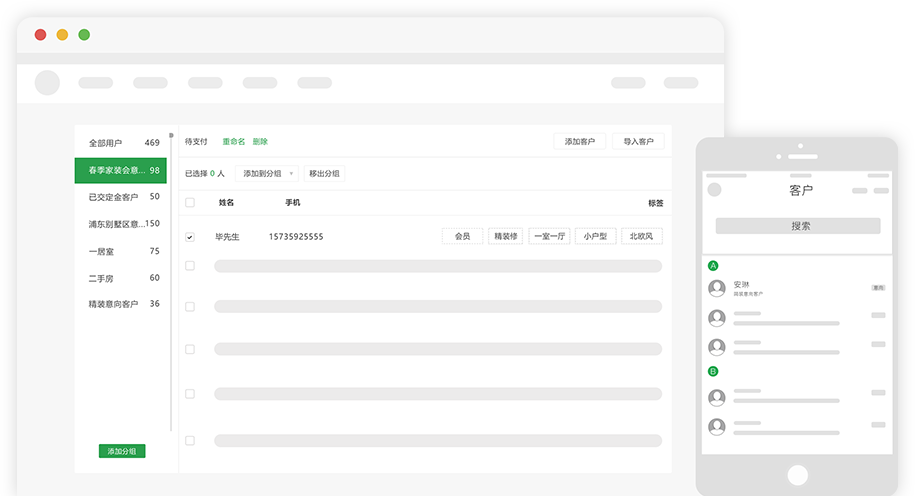 全部用户 469
春季家装会意... 98
已交定金客户 50
浦东别墅区意...150
一居室 75
二手房 60
精装意向客户 36
添加分组
待支付 重命名 删除 添加客户 导入客户
已选择 0 人 添加到分组 移出分组
姓名 手机 标签
毕先生 15735925555 会员 精装修 一室一厅 小户型 北欧风
客户
搜索
A
安琳
精装意向客户
B